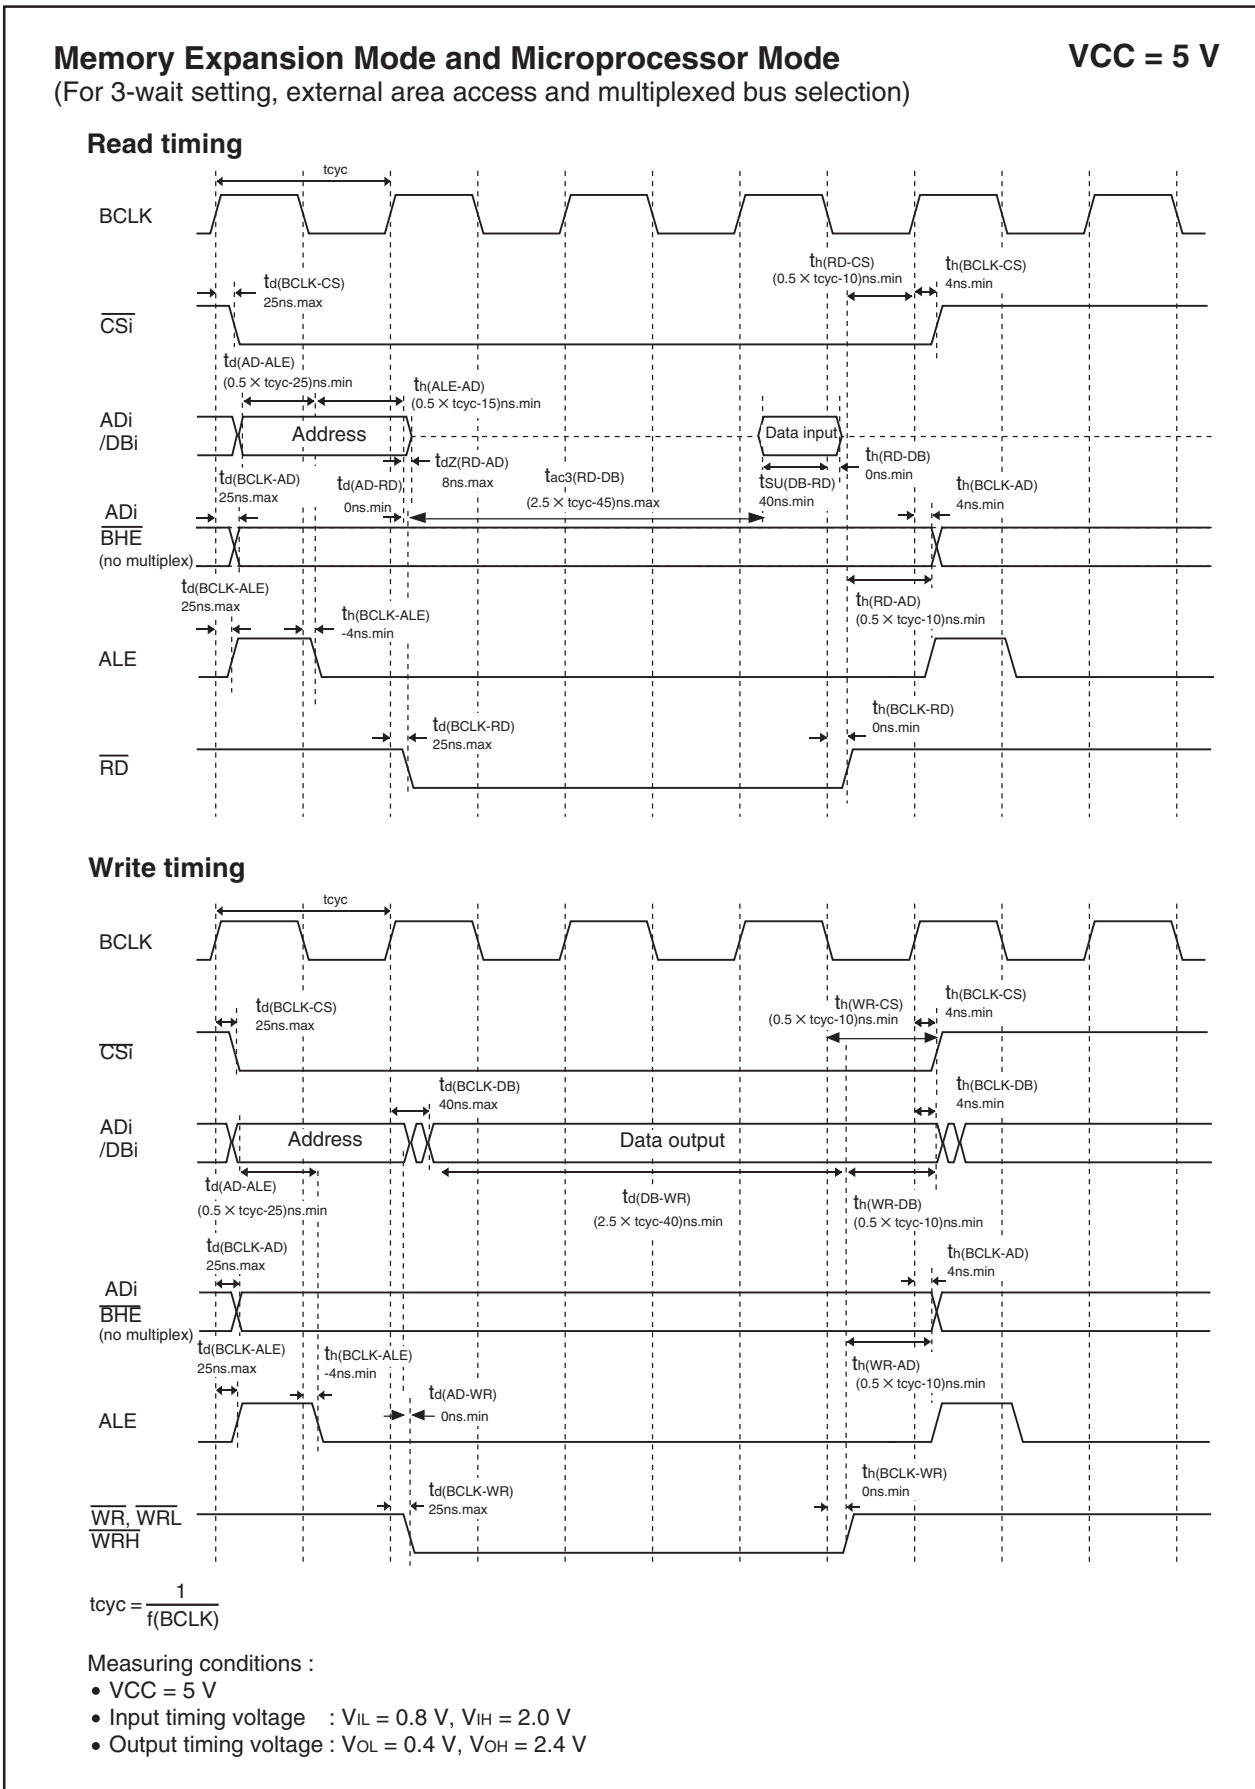 Memory Expansion Mode and Microprocessor Mode VCC = 5 V
(For 3-wait setting, external area access and multiplexed bus selection)
Read timing
tcyc
BCLK
th(RD-CS)
(0.5 × tcyc-10)ns.min
th(BCLK-CS)
4ns.min
td(BCLK-CS)
25ns.max
CSi
td(AD-ALE)
(0.5 × tcyc-25)ns.min
th(ALE-AD)
(0.5 × tcyc-15)ns.min
ADi
/DBi
Address
Data input
td(BCLK-AD)
25ns.max
td(AD-RD)
0ns.min
tdZ(RD-AD)
8ns.max
tac3(RD-DB)
(2.5 × tcyc-45)ns.max
tSU(DB-RD)
40ns.min
th(RD-DB)
0ns.min
th(BCLK-AD)
4ns.min
ADi
BHE
(no multiplex)
td(BCLK-ALE)
25ns.max
th(BCLK-ALE)
-4ns.min
th(RD-AD)
(0.5 × tcyc-10)ns.min
ALE
td(BCLK-RD)
25ns.max
th(BCLK-RD)
0ns.min
RD
Write timing
tcyc
BCLK
td(BCLK-CS)
25ns.max
th(WR-CS)
(0.5 × tcyc-10)ns.min
th(BCLK-CS)
4ns.min
CSi
td(BCLK-DB)
40ns.max
th(BCLK-DB)
4ns.min
ADi
/DBi
Address
Data output
td(AD-ALE)
(0.5 × tcyc-25)ns.min
td(DB-WR)
(2.5 × tcyc-40)ns.min
th(WR-DB)
(0.5 × tcyc-10)ns.min
td(BCLK-AD)
25ns.max
th(BCLK-AD)
4ns.min
ADi
BHE
(no multiplex)
td(BCLK-ALE)
25ns.max
th(BCLK-ALE)
-4ns.min
td(AD-WR)
0ns.min
th(WR-AD)
(0.5 × tcyc-10)ns.min
ALE
td(BCLK-WR)
25ns.max
th(BCLK-WR)
0ns.min
WR, WRL
WRH
tcyc = 1
f(BCLK)
Measuring conditions :
• VCC = 5 V
• Input timing voltage : VIL = 0.8 V, VIH = 2.0 V
• Output timing voltage : VOL = 0.4 V, VOH = 2.4 V